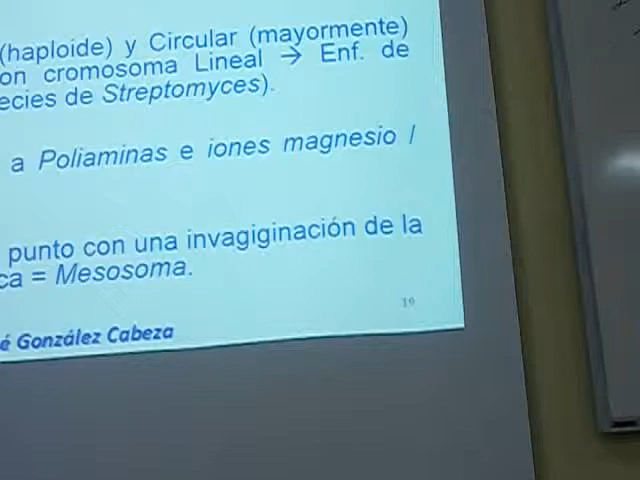 (haploide) y Circular (mayormente)
on cromosoma Lineal → Enf. de
ecies de Streptomyces).
a Poliaminas e iones magnesio /
punto con una invagiginación de la
ca = Mesosoma.
19
é González Cabeza